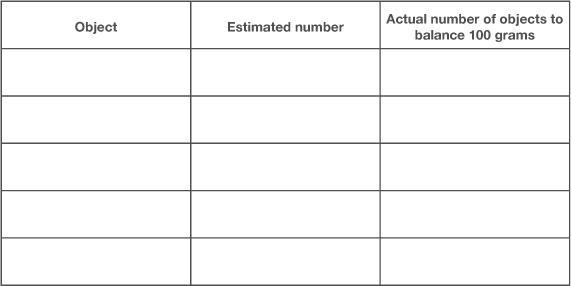 Object
Estimated number
Actual number of objects to
balance 100 grams